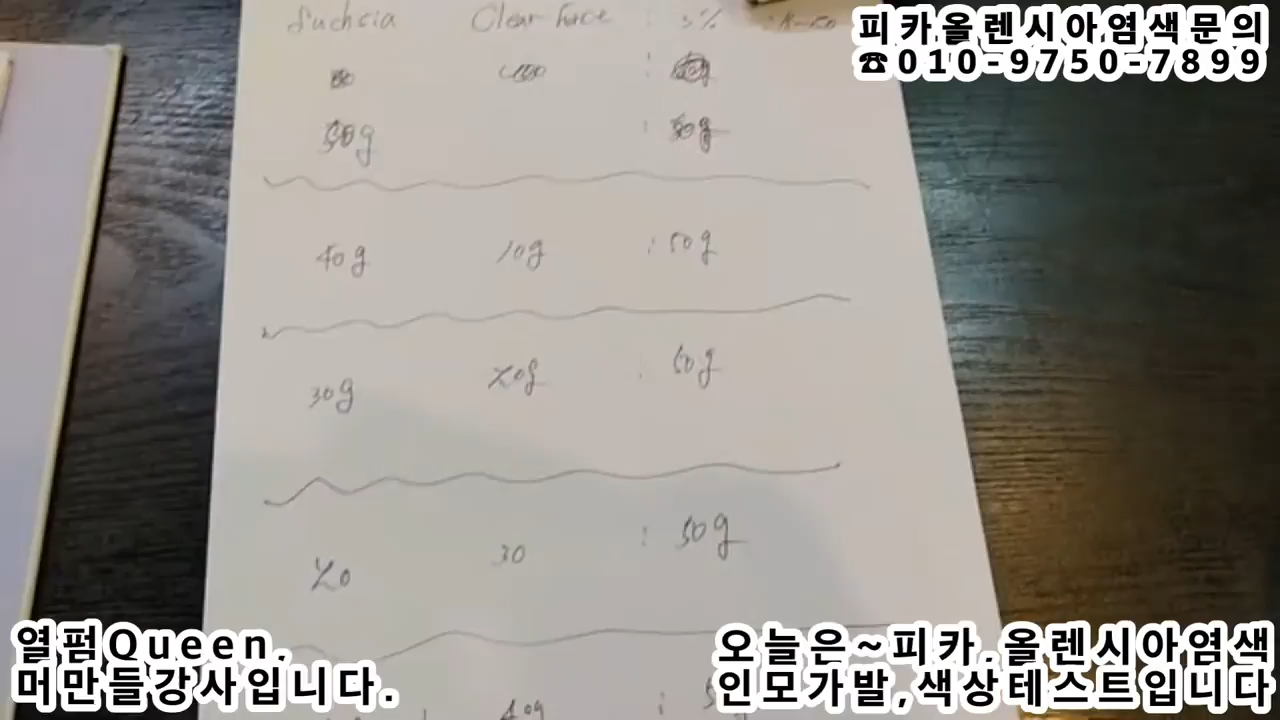 피카올렌시아염색문의
☎010-9750-7899
fuchsia Clear : 3%
50g : 50g
40g 10g : 50g
30g 20g : 50g
20 30 : 50g
40g :
열펌Queen,
머만들강사입니다.
오늘은~피카.올렌시아염색
인모가발,색상테스트입니다